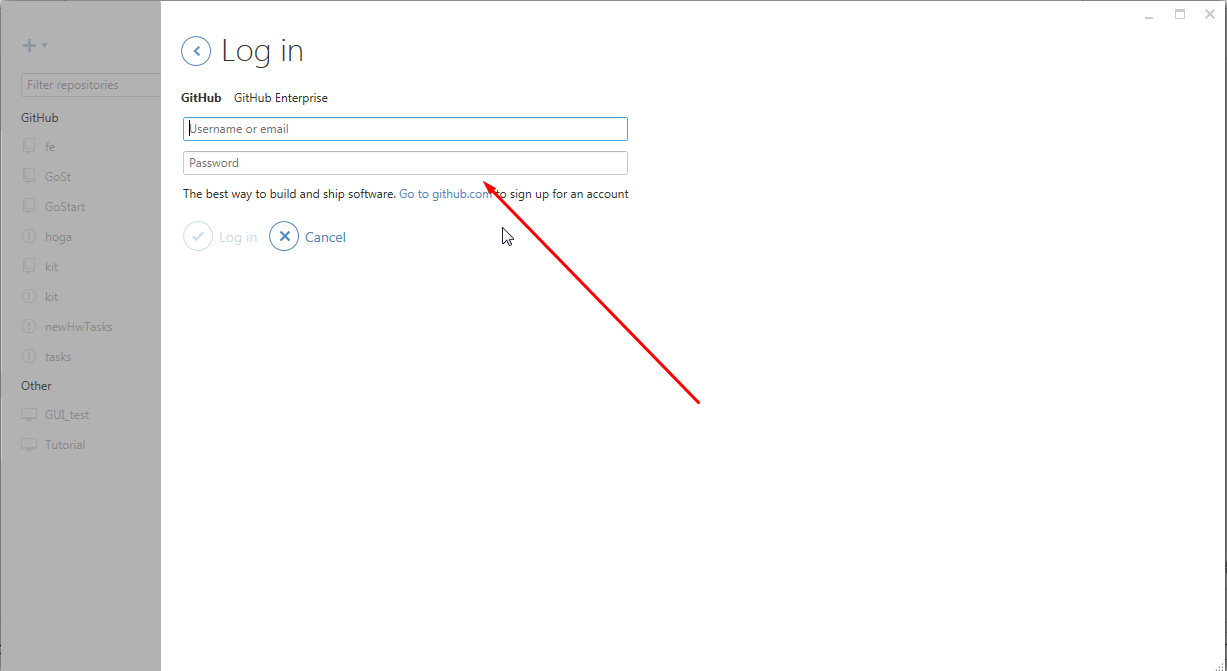 Log in
GitHub GitHub Enterprise
Username or email
Password
The best way to build and ship software. Go to github.com to sign up for an account
Log in Cancel
Filter repositories
GitHub
fe
GoSt
GoStart
hoga
kit
kit
newHwTasks
tasks
Other
GUI_test
Tutorial